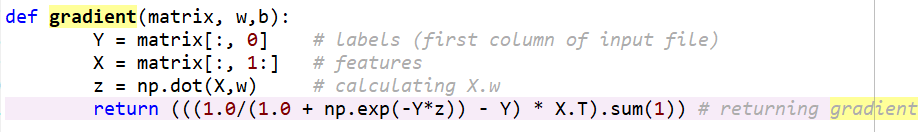 def gradient(matrix, w,b):
Y = matrix[:, 0] # labels (first column of input file)
X = matrix[:, 1:] # features
z = np.dot(X,w) # calculating X.w
return (((1.0/(1.0 + np.exp(-Y*z)) - Y) * X.T).sum(1)) # returning gradient